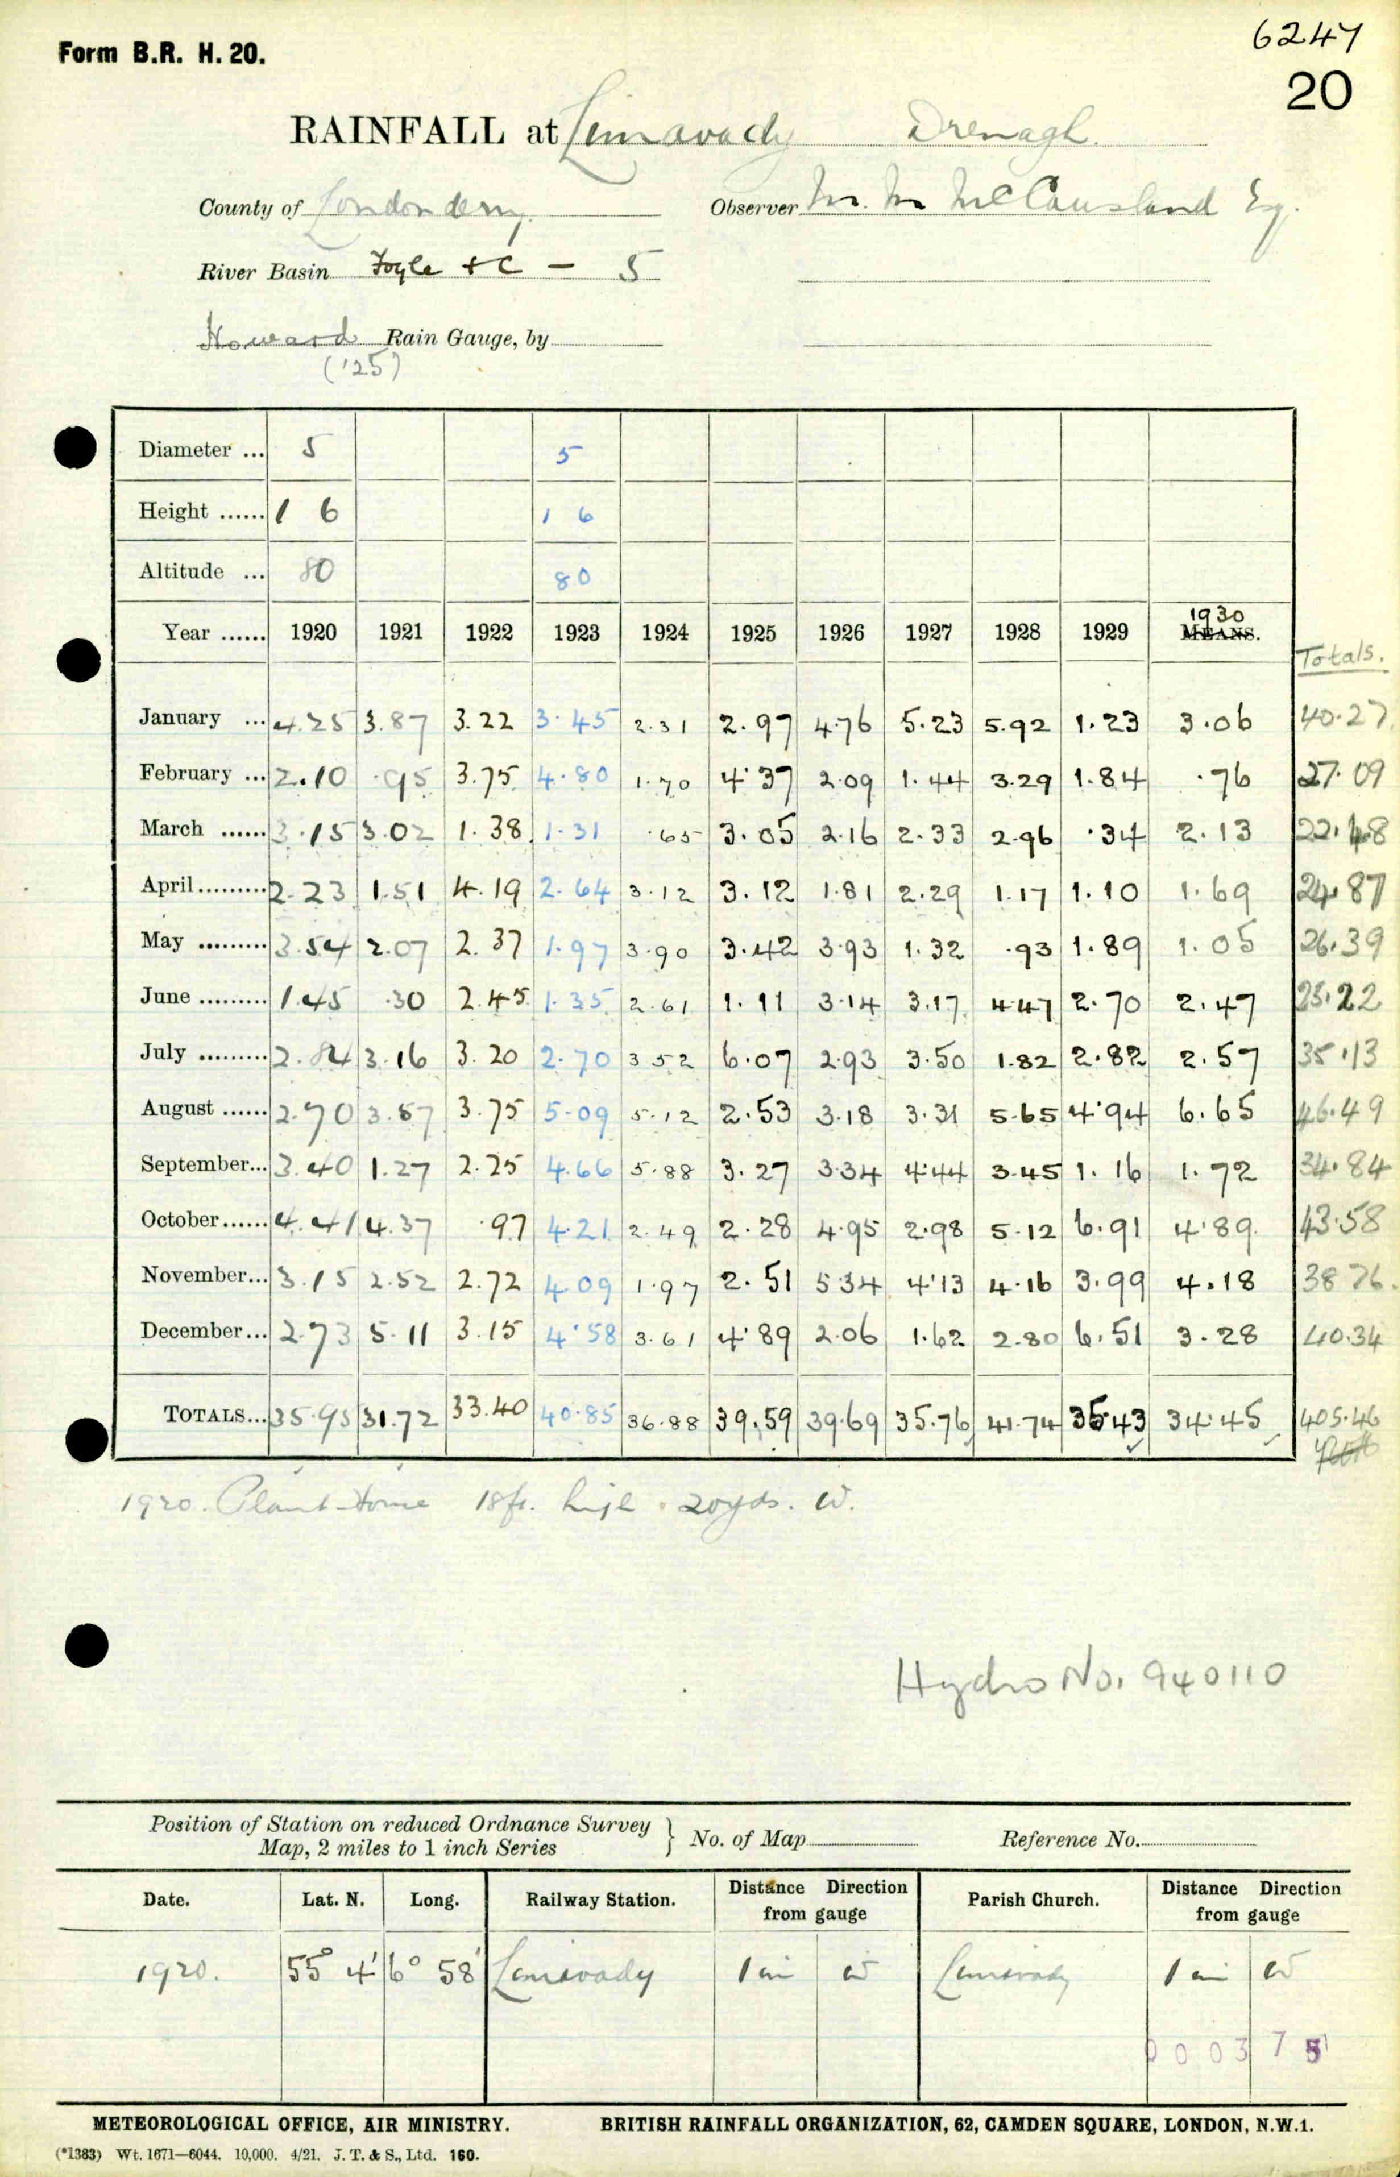 Form B.R. H. 20.
6247
20
RAINFALL at Limavady Drenagh.
County of Londonderry. Observer M. M McCausland Esq.
River Basin Foyle +c — 5
Howard Rain Gauge, by
('25)
Diameter ... 5 5
Height ...... 1 6 1 6
Altitude ... 80 80
Year ...... 1920 1921 1922 1923 1924 1925 1926 1927 1928 1929 1930 MEANS.
Totals.
January ... 4.25 3.87 3.22 3.45 2.31 2.97 4.76 5.23 5.92 1.23 3.06 40.27
February ... 2.10 .95 3.75 4.80 1.70 4.37 2.09 1.44 3.29 1.84 .76 27.09
March ...... 3.15 3.02 1.38 1.31 .65 3.05 2.16 2.33 2.96 .34 2.13 22.48
April ......... 2.23 1.51 4.19 2.64 3.12 3.12 1.81 2.29 1.17 1.10 1.69 24.87
May ......... 3.54 2.07 2.37 1.97 3.90 3.42 3.93 1.32 .93 1.89 1.05 26.39
June ......... 1.45 .30 2.45 1.35 2.61 1.11 3.14 3.17 4.47 2.70 2.47 25.22
July ......... 2.84 3.16 3.20 2.70 3 52 6.07 2.93 3.50 1.82 2.82 2.57 35.13
August ...... 2.70 3.57 3.75 5.09 5.12 2.53 3.18 3.31 5.65 4.94 6.65 46.49
September... 3.40 1.27 2.25 4.66 5.88 3.27 3.34 4.44 3.45 1.16 1.72 34.84
October...... 4.41 4.37 .97 4.21 2.49 2.28 4.95 2.98 5.12 6.91 4.89 43.58
November... 3.15 2.52 2.72 4.09 1.97 2.51 5.34 4.13 4.16 3.99 4.18 38 76
December... 2.73 5.11 3.15 4.58 3.61 4.89 2.06 1.62 2.80 6.51 3.28 40.34
TOTALS... 35.95 31.72 33.40 40.85 36.88 39.59 39.69 35.76 41.74 35.43 34.45 405.46
1920. Plant-House 18ft. high. 20yds. W.
Hydro No. 940110
Position of Station on reduced Ordnance Survey
Map, 2 miles to 1 inch Series } No. of Map Reference No.
Date. Lat. N. Long. Railway Station. Distance Direction from gauge Parish Church. Distance Direction from gauge
1920. 55° 4' 6° 58' Limavady 1 mi W Limavady 1 mi W
0 0 0 3 7 5
METEOROLOGICAL OFFICE, AIR MINISTRY. BRITISH RAINFALL ORGANIZATION, 62, CAMDEN SQUARE, LONDON, N.W.1.
(*1383) Wt. 1671—6044. 10,000. 4/21. J. T. & S., Ltd. 160.